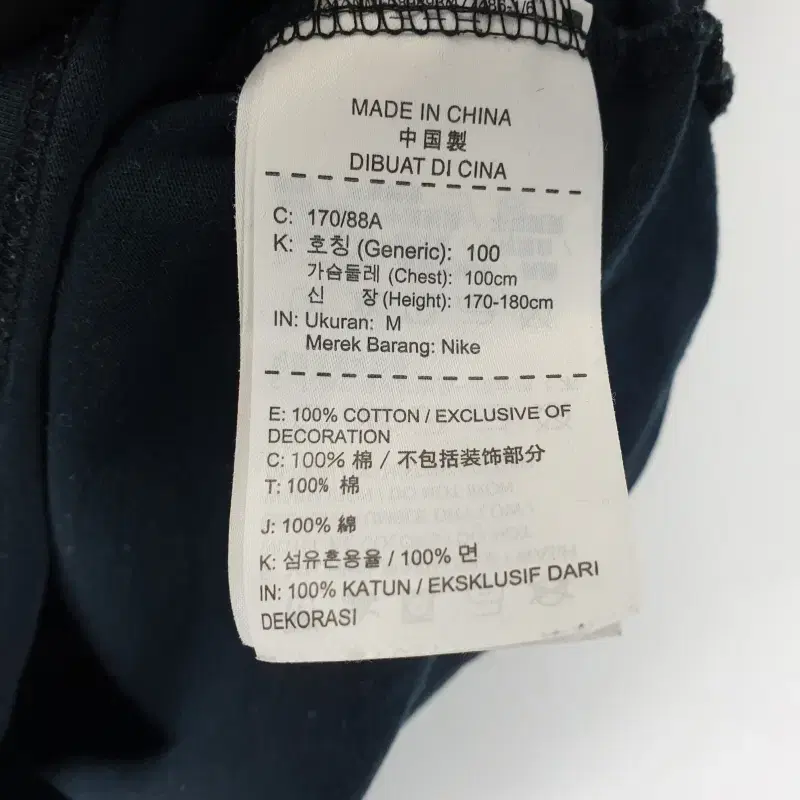 MADE IN CHINA
中国製
DIBUAT DI CINA
C: 170/88A
K: 호칭 (Generic): 100
가슴둘레 (Chest): 100cm
신 장 (Height): 170-180cm
IN: Ukuran: M
Merek Barang: Nike
E: 100% COTTON / EXCLUSIVE OF
DECORATION
C: 100% 棉 / 不包括装饰部分
T: 100% 棉
J: 100% 綿
K: 섬유혼용율 / 100% 면
IN: 100% KATUN / EKSKLUSIF DARI
DEKORASI